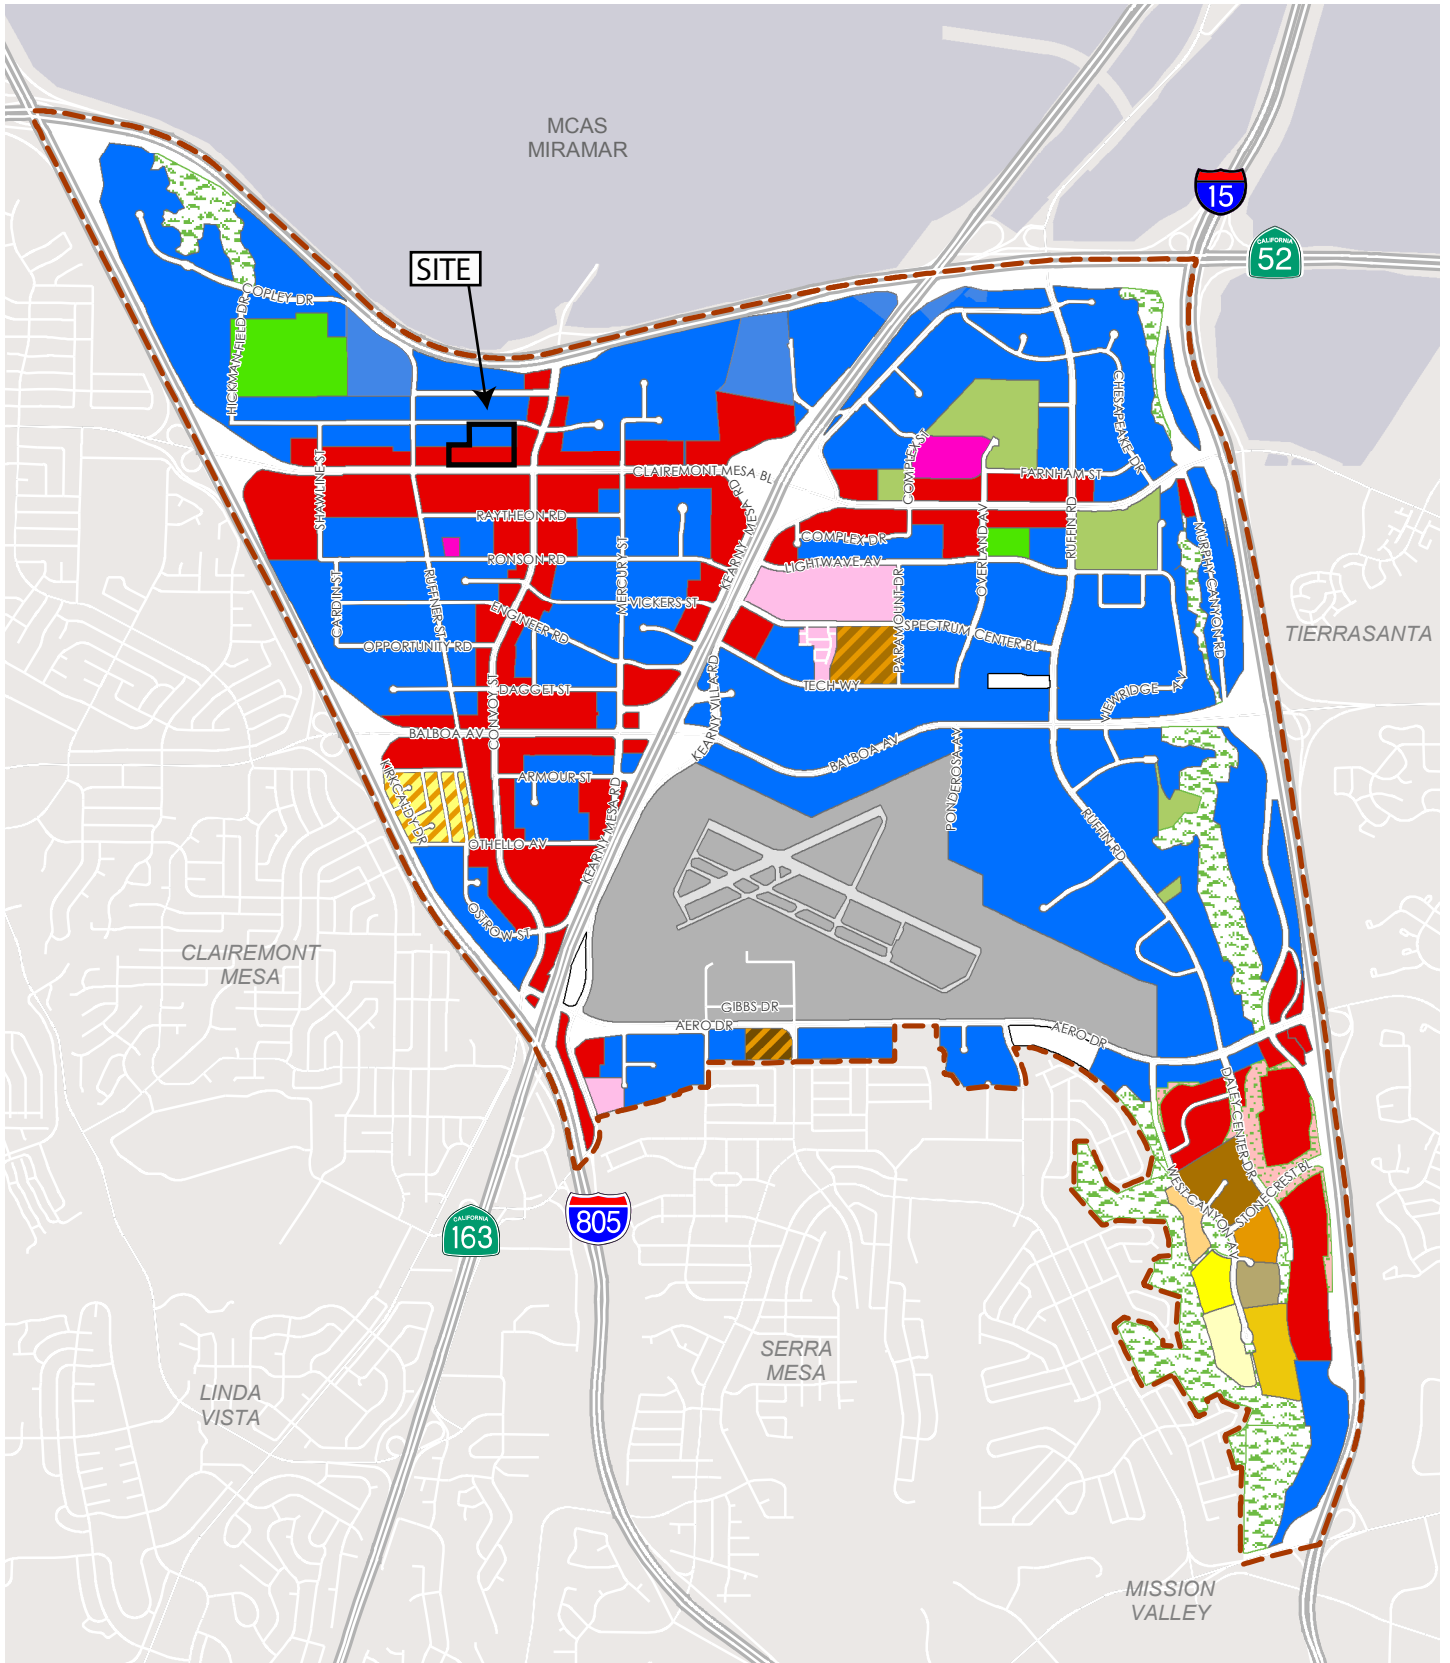 MCAS
MIRAMAR
15
CALIFORNIA
52
SITE
COPLEY DR
HICKMAN FIELD DR
CHESAPEAKE DR
COMPLEX ST
FARNHAM ST
CLAIREMONT MESA BL
SHAWLINE ST
KEARNY MESA RD
RAYTHEON RD
RUFFIN RD
OVERLAND AV
COMPLEX DR
MURPHY CANYON RD
RONSON RD
MERCURY ST
LIGHTWAVE AV
CARDIN ST
RUFFNER ST
VICKERS ST
PARAMOUNT DR
ENGINEER RD
SPECTRUM CENTER BL
TIERRASANTA
OPPORTUNITY RD
DAGGET ST
CONVOY ST
TECH WY
KEARNY VILLA RD
VIEWRIDGE AV
BALBOA AV
BALBOA AV
PONDEROSA AV
KIRKCALDY DR
ARMOUR ST
KEARNY MESA RD
OTHELLO AV
RUFFIN RD
OSTROW ST
CLAIREMONT
MESA
GIBBS DR
AERO DR
AERO DR
DALEY CENTER DR
WEST CANYON AV
STONECREST BL
CALIFORNIA
163
805
SERRA
MESA
LINDA
VISTA
MISSION
VALLEY